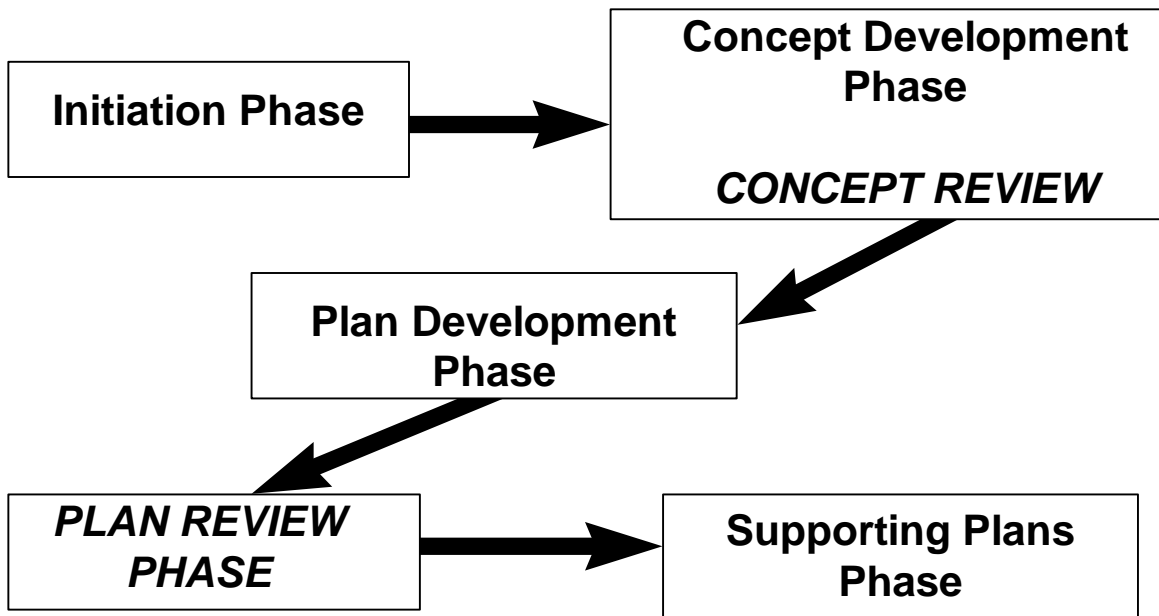 Initiation Phase
Concept Development
Phase
CONCEPT REVIEW
Plan Development
Phase
PLAN REVIEW
PHASE
Supporting Plans
Phase